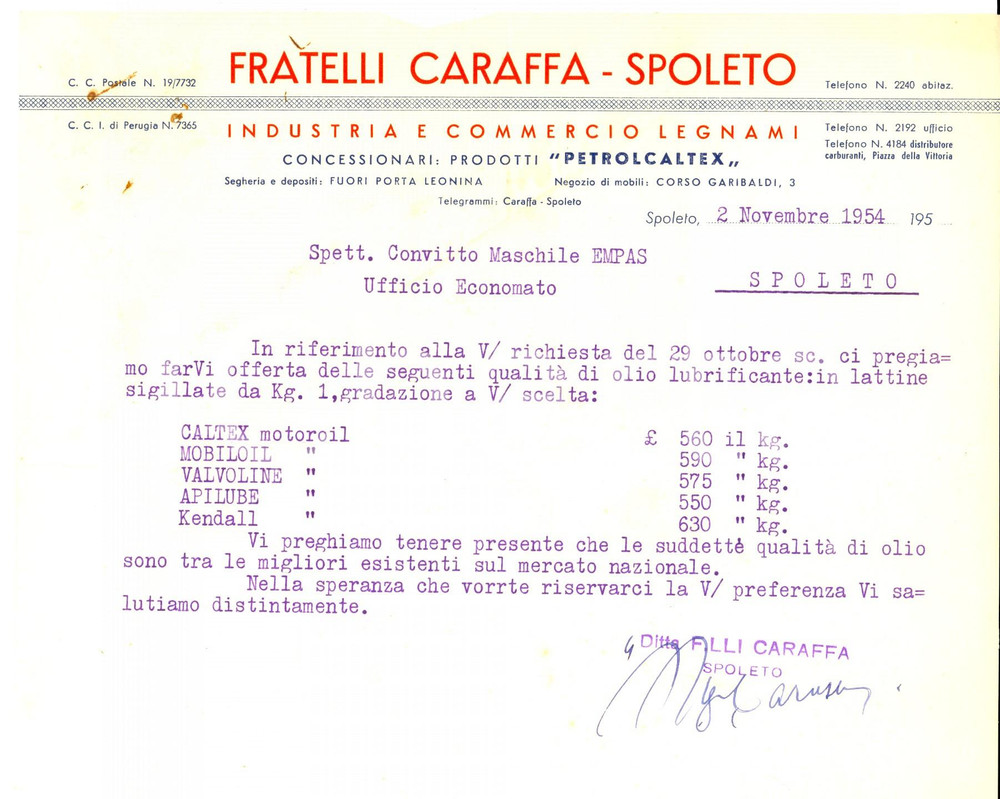 FRATELLI CARAFFA - SPOLETO
C. C. Postale N. 19/7732
Telefono N. 2240 abitaz.
C. C. I. di Perugia N. 7365
INDUSTRIA E COMMERCIO LEGNAMI
Telefono N. 2192 ufficio
Telefono N. 4184 distributore
carburanti, Piazza della Vittoria
CONCESSIONARI: PRODOTTI "PETROLCALTEX„
Segheria e depositi: FUORI PORTA LEONINA
Negozio di mobili: CORSO GARIBALDI, 3
Telegrammi: Caraffa - Spoleto
Spoleto, 2 Novembre 1954 195
Spett. Convitto Maschile EMPAS
Ufficio Economato
SPOLETO
In riferimento alla V/ richiesta del 29 ottobre sc. ci pregia=
mo farVi offerta delle seguenti qualità di olio lubrificante:in lattine
sigillate da Kg. 1,gradazione a V/ scelta:
CALTEX motoroil £ 560 il kg.
MOBILOIL " 590 " kg.
VALVOLINE " 575 " kg.
APILUBE " 550 " kg.
Kendall " 630 " kg.
Vi preghiamo tenere presente che le suddettè qualità di olio
sono tra le migliori esistenti sul mercato nazionale.
Nella speranza che vorrte riservarci la V/ preferenza Vi sa=
lutiamo distintamente.
Ditta F.LLI CARAFFA
SPOLETO